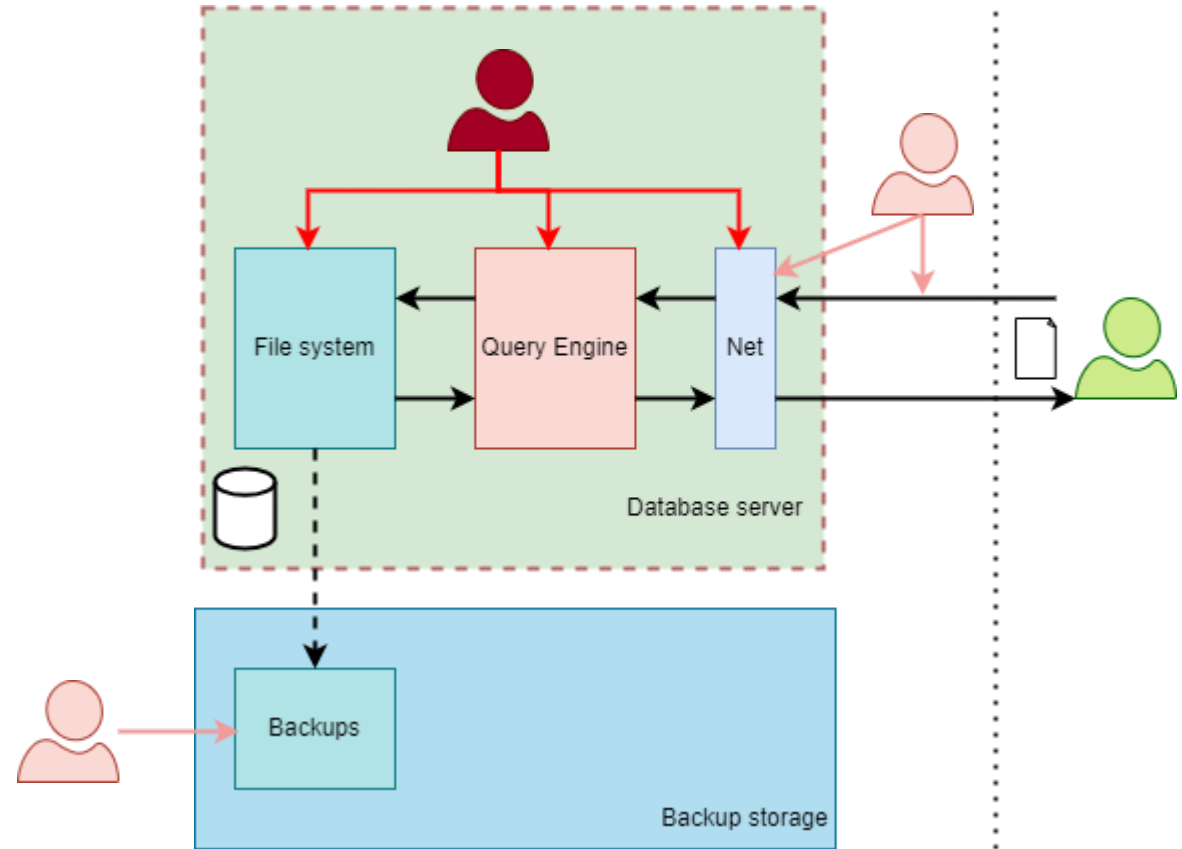 File system
Query Engine
Net
Database server
Backups
Backup storage